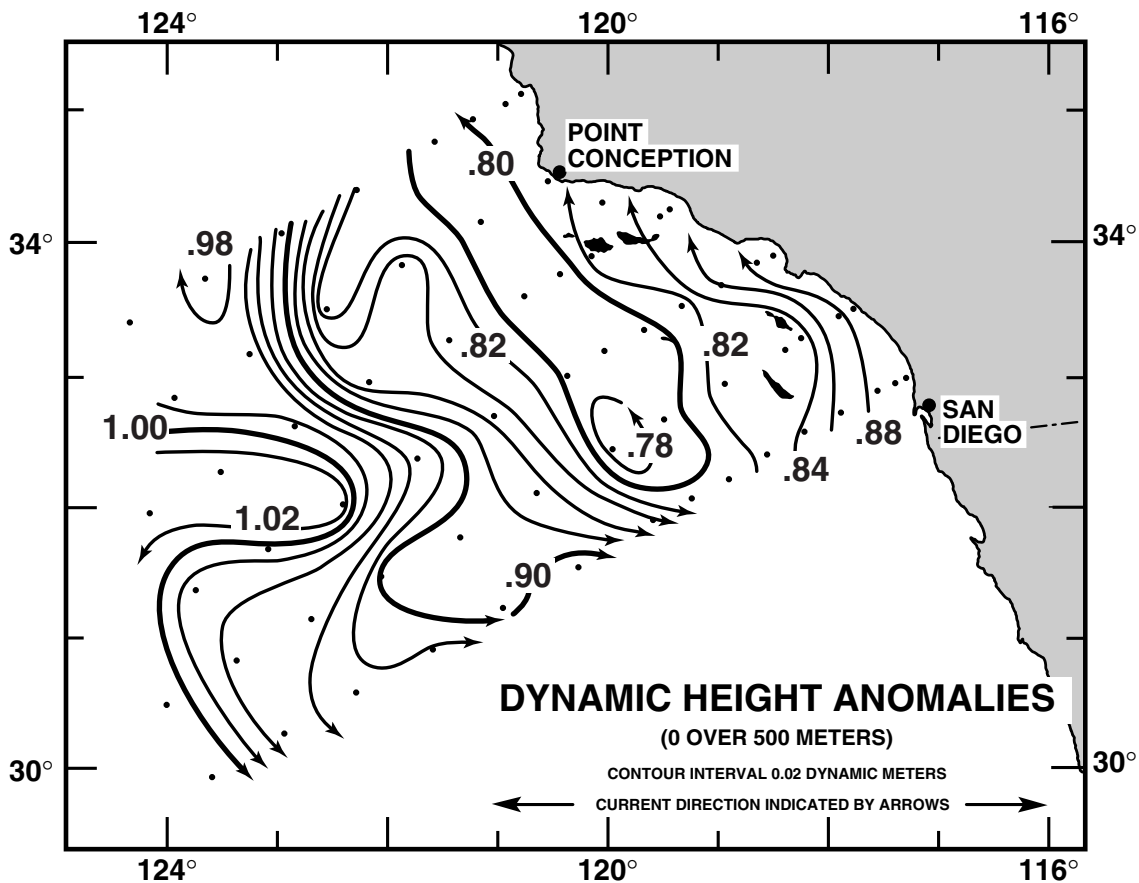 124° 120° 116°
POINT
CONCEPTION
.80
34° .98 34°
.82 .82
1.00 SAN
DIEGO
.78 .88
.84
1.02
.90
DYNAMIC HEIGHT ANOMALIES
(0 OVER 500 METERS)
30° 30°
CONTOUR INTERVAL 0.02 DYNAMIC METERS
CURRENT DIRECTION INDICATED BY ARROWS
124° 120° 116°